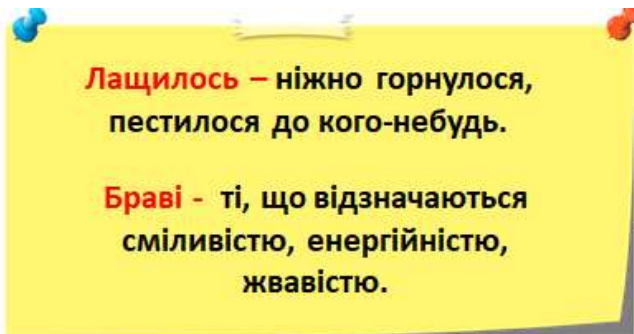 Лащилось – ніжно горнулося,
пестилося до кого-небудь.
Браві - ті, що відзначаються
сміливістю, енергійністю,
жвавістю.